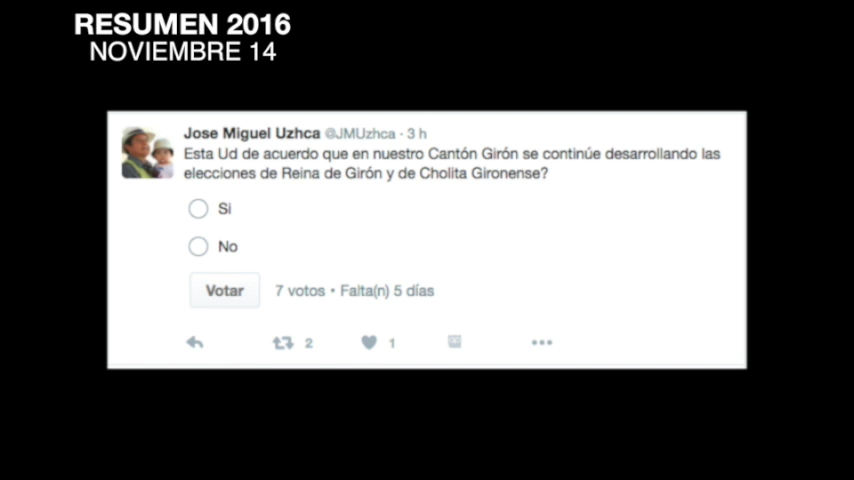 RESUMEN 2016
NOVIEMBRE 14
Jose Miguel Uzhca @JMUzhca · 3 h
Esta Ud de acuerdo que en nuestro Cantón Girón se continúe desarrollando las
elecciones de Reina de Girón y de Cholita Gironense?
Si
No
Votar 7 votos • Falta(n) 5 días
2 1